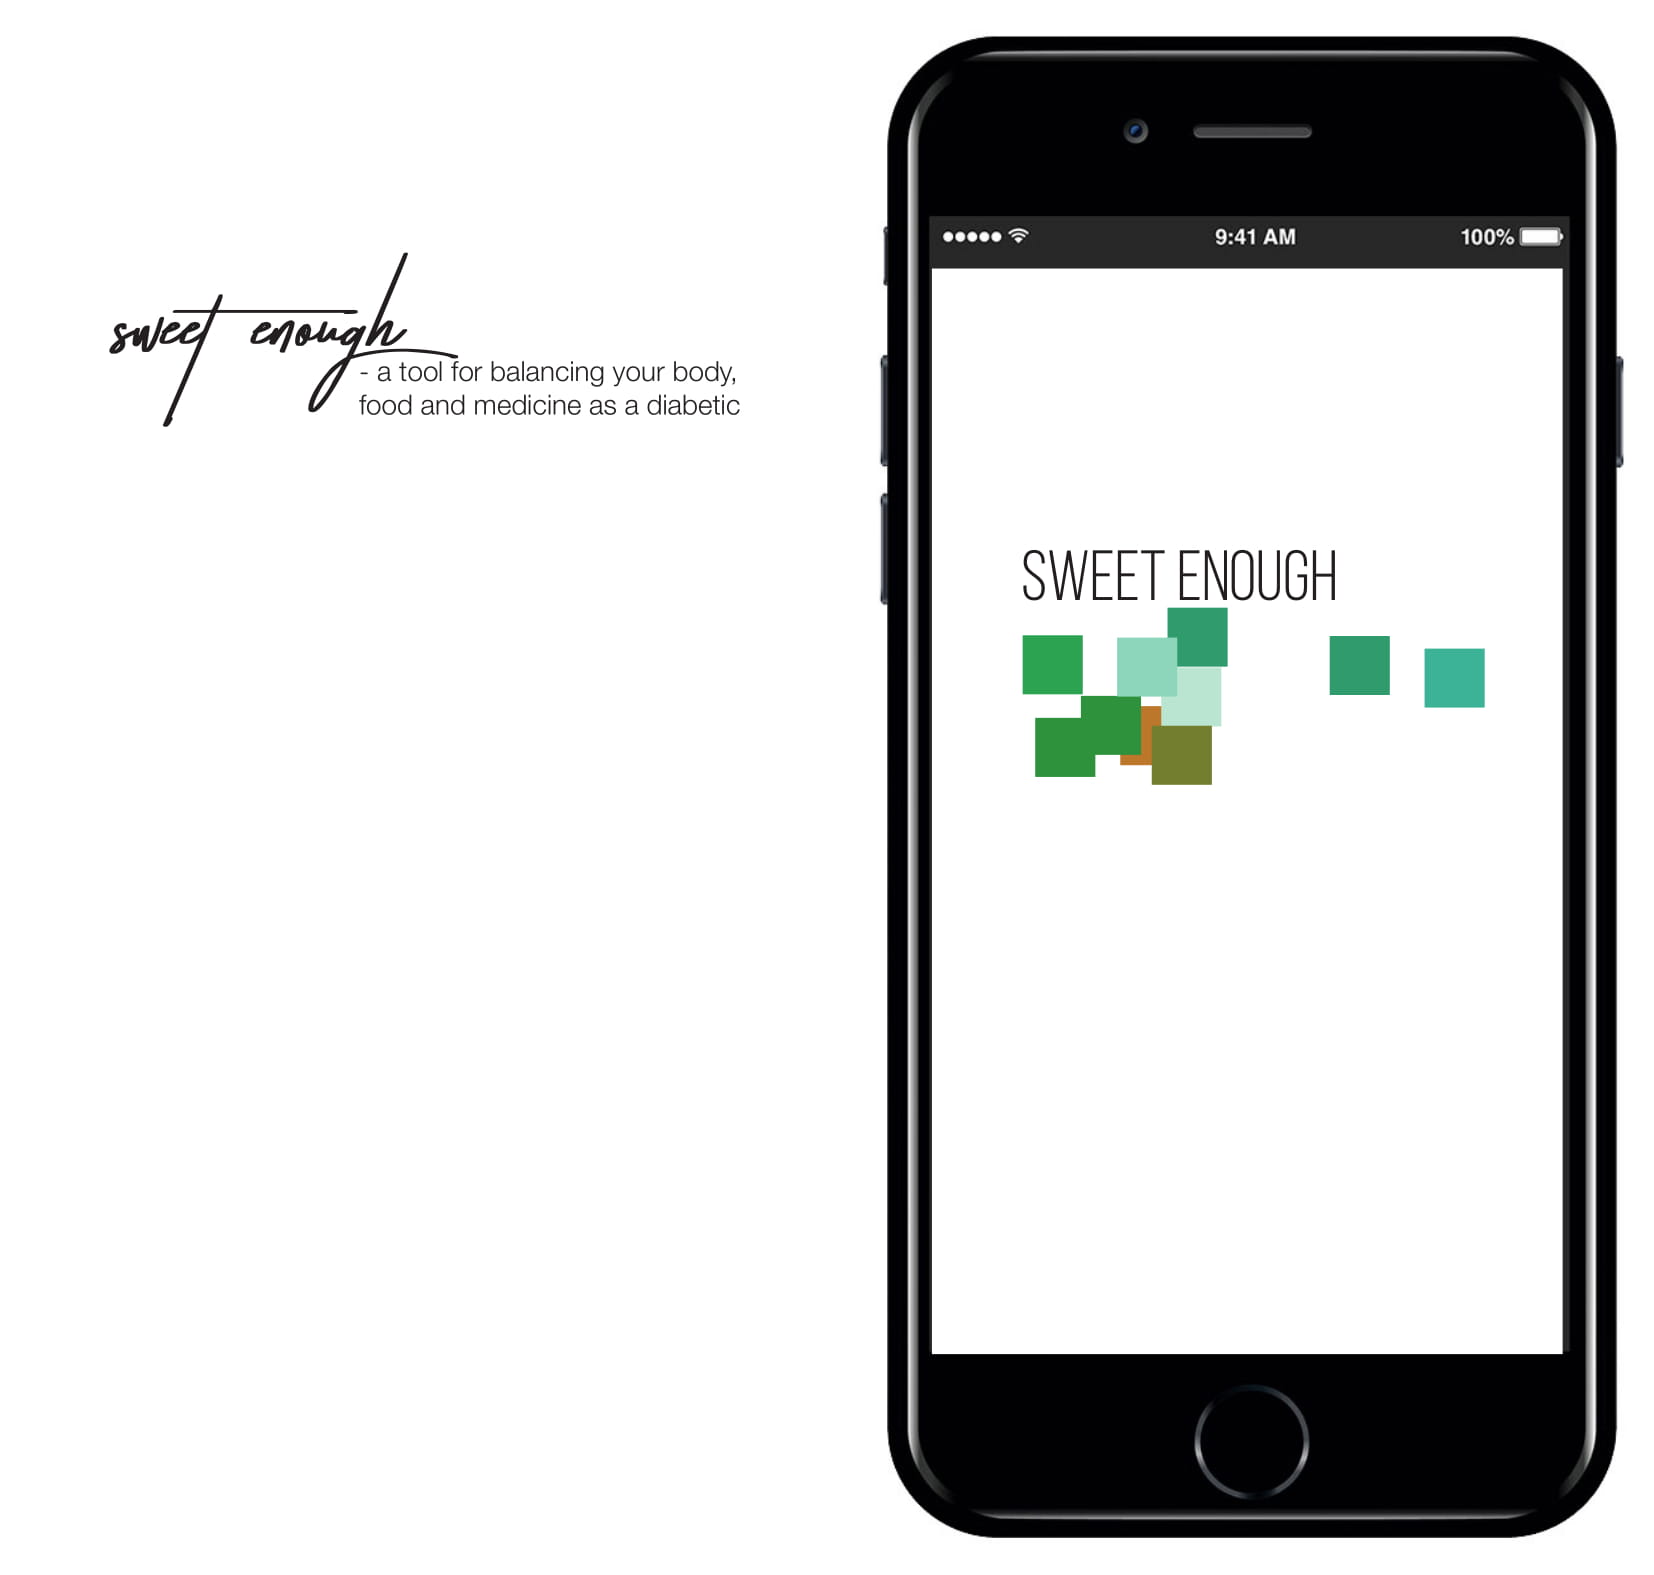 sweet enough
- a tool for balancing your body,
food and medicine as a diabetic
9:41 AM 100%
SWEET ENOUGH